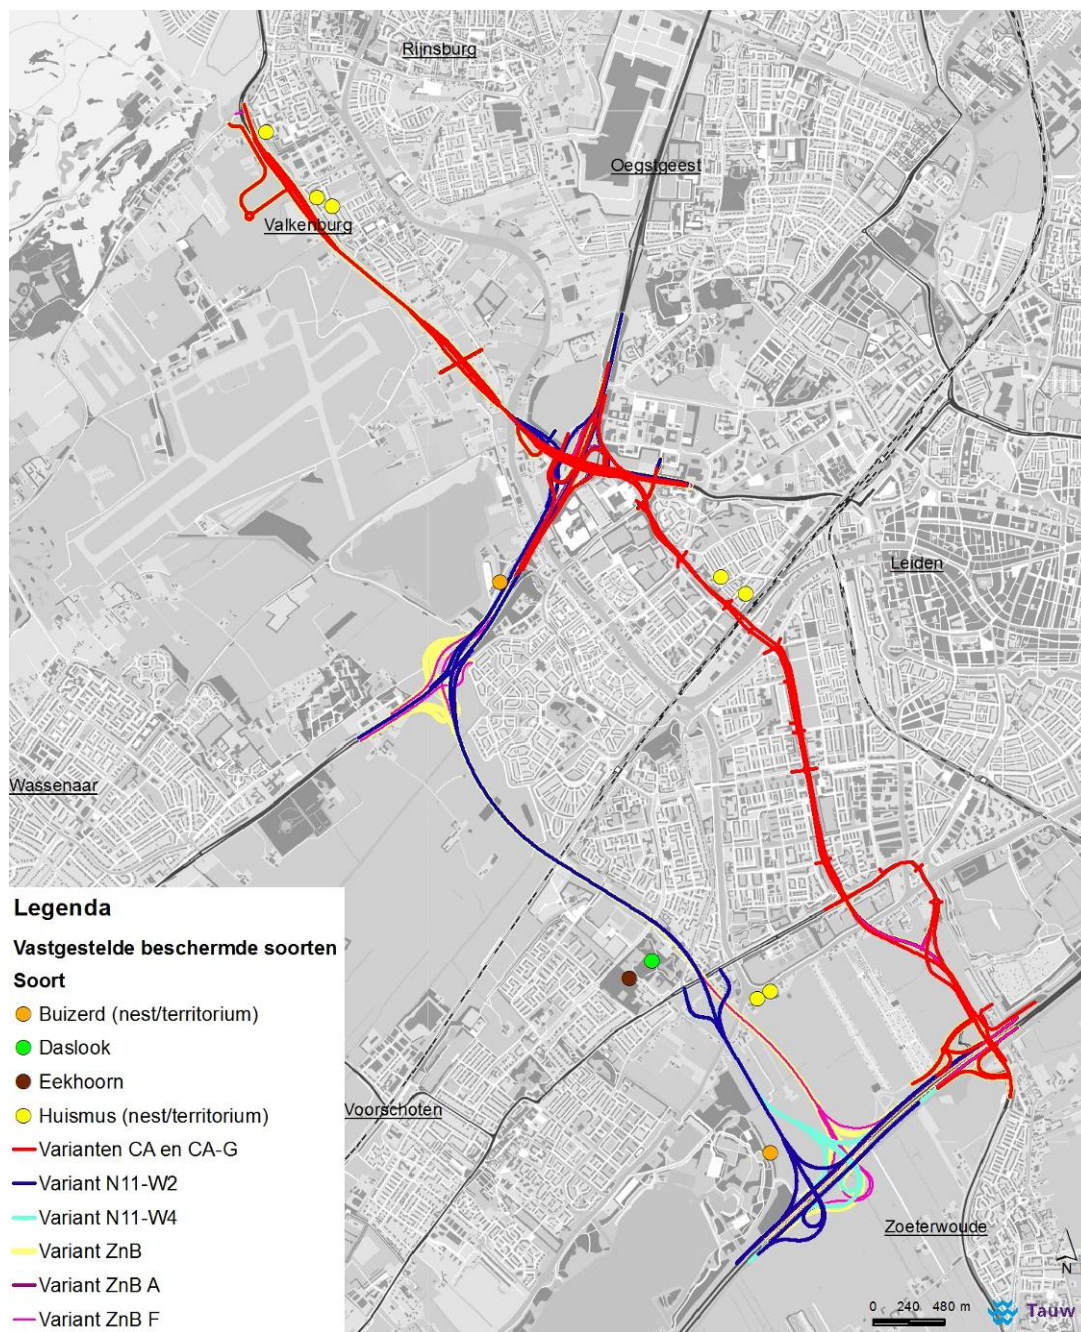 Rijnsburg
Oegstgeest
Valkenburg
Leiden
Wassenaar
Legenda
Vastgestelde beschermde soorten
Soort
Buizerd (nest/territorium)
Daslook
Eekhoorn
Huismus (nest/territorium)
Varianten CA en CA-G
Variant N11-W2
Variant N11-W4
Variant ZnB
Variant ZnB A
Variant ZnB F
Voorschoten
Zoeterwoude
N
0 240 480 m
Tauw